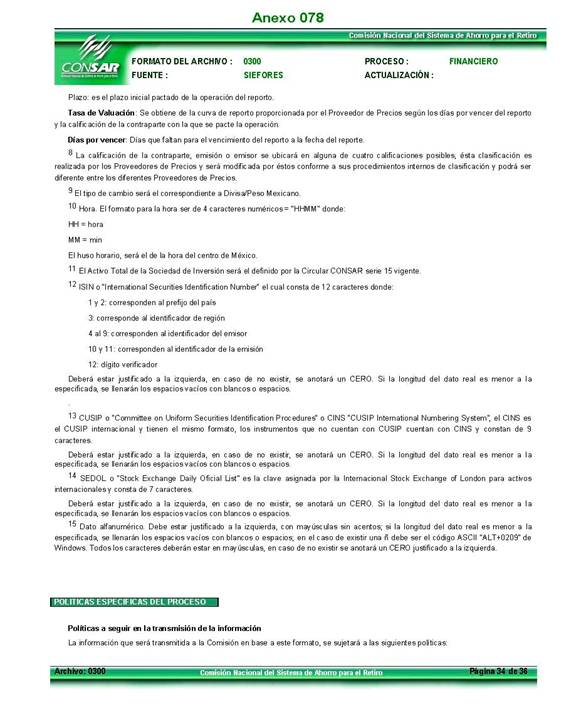 Anexo 078
Comisión Nacional del Sistema de Ahorro para el Retiro
CONSAR
FORMATO DEL ARCHIVO : 0300 PROCESO : FINANCIERO
FUENTE : SIEFORES ACTUALIZACIÓN :
Plazo: es el plazo inicial pactado de la operación del reporto.
Tasa de Valuación: Se obtiene de la curva de reporto proporcionada por el Proveedor de Precios según los días por vencer del reporto
y la calificación de la contraparte con la que se pacte la operación.
Días por vencer: Días que faltan para el vencimiento del reporto a la fecha del reporte.
8 La calificación de la contraparte, emisión o emisor se ubicará en alguna de cuatro calificaciones posibles, ésta clasificación es
realizada por los Proveedores de Precios y será modificada por éstos conforme a sus procedimientos internos de clasificación y podrá ser
diferente entre los diferentes Proveedores de Precios.
9 El tipo de cambio será el correspondiente a Divisa/Peso Mexicano.
10 Hora. El formato para la hora ser de 4 caracteres numéricos = "HHMM" donde:
HH = hora
MM = min
El huso horario, será el de la hora del centro de México.
11 El Activo Total de la Sociedad de Inversión será el definido por la Circular CONSAR serie 15 vigente.
12 ISIN o "International Securities Identification Number" el cual consta de 12 caracteres donde:
1 y 2: corresponden al prefijo del país
3: corresponde al identificador de región
4 al 9: corresponden al identificador del emisor
10 y 11: corresponden al identificador de la emisión
12: dígito verificador
Deberá estar justificado a la izquierda, en caso de no existir, se anotará un CERO. Si la longitud del dato real es menor a la
especificada, se llenarán los espacios vacíos con blancos o espacios.
.
13 CUSIP o "Committee on Uniform Securities Identification Procedures" o CINS "CUSIP International Numbering System", el CINS es
el CUSIP internacional y tienen el mismo formato, los instrumentos que no cuentan con CUSIP cuentan con CINS y constan de 9
caracteres.
Deberá estar justificado a la izquierda, en caso de no existir, se anotará un CERO. Si la longitud del dato real es menor a la
especificada, se llenarán los espacios vacíos con blancos o espacios.
14 SEDOL o "Stock Exchange Daily Oficial List" es la clave asignada por la Internacional Stock Exchange of London para activos
internacionales y consta de 7 caracteres.
Deberá estar justificado a la izquierda, en caso de no existir, se anotará un CERO. Si la longitud del dato real es menor a la
especificada, se llenarán los espacios vacíos con blancos o espacios.
15 Dato alfanumérico. Debe estar justificado a la izquierda, con mayúsculas sin acentos; si la longitud del dato real es menor a la
especificada, se llenarán los espacios vacíos con blancos o espacios; en el caso de existir una ñ debe ser el código ASCII "ALT+0209" de
Windows. Todos los caracteres deberán estar en mayúsculas, en caso de no existir se anotará un CERO justificado a la izquierda.
POLITICAS ESPECIFICAS DEL PROCESO
Políticas a seguir en la transmisión de la información
La información que será transmitida a la Comisión en base a este formato, se sujetará a las siguientes políticas:
Archivo: 0300 Comisión Nacional del Sistema de Ahorro para el Retiro Página 34 de 36